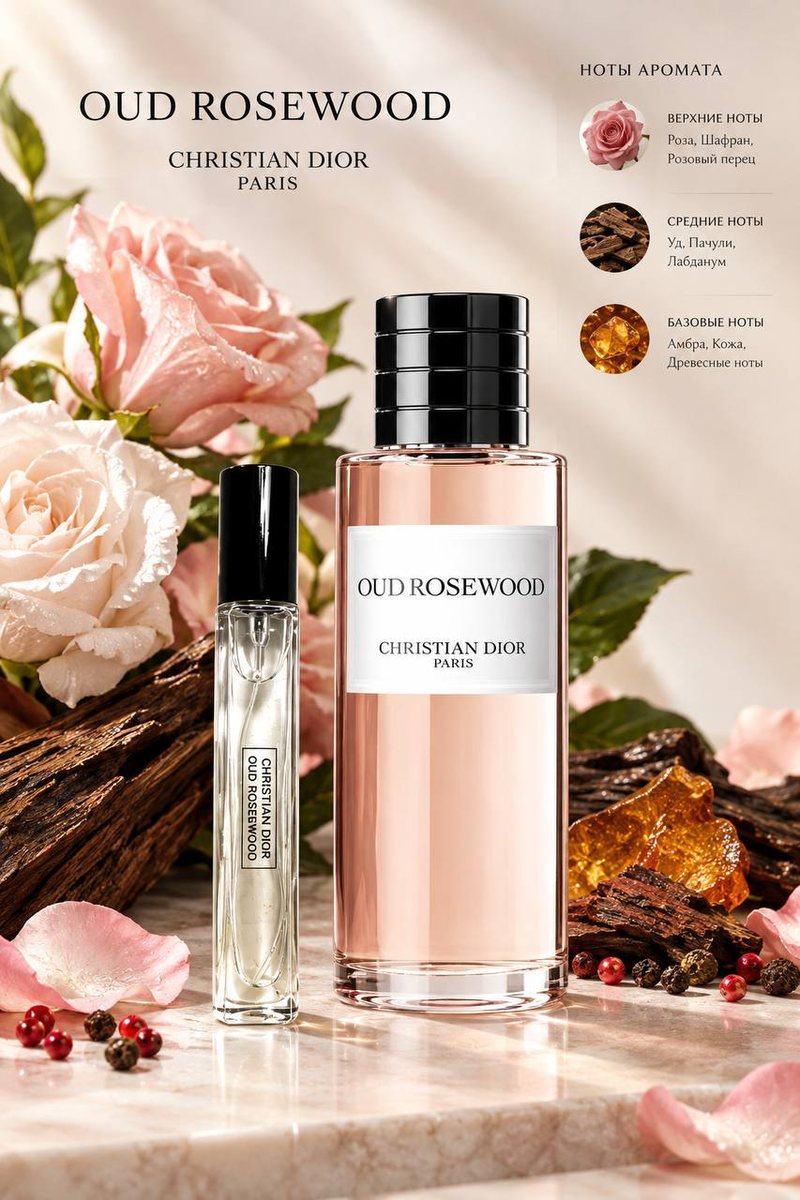 OUD ROSEWOOD
CHRISTIAN DIOR
PARIS
НОТЫ АРОМАТА
ВЕРХНИЕ НОТЫ
Роза, Шафран,
Розовый перец
СРЕДНИЕ НОТЫ
Уд, Пачули,
Лабданум
БАЗОВЫЕ НОТЫ
Амбра, Кожа,
Древесные ноты
OUD ROSEWOOD
CHRISTIAN DIOR
PARIS
CHRISTIAN DIOR
OUD ROSEWOOD